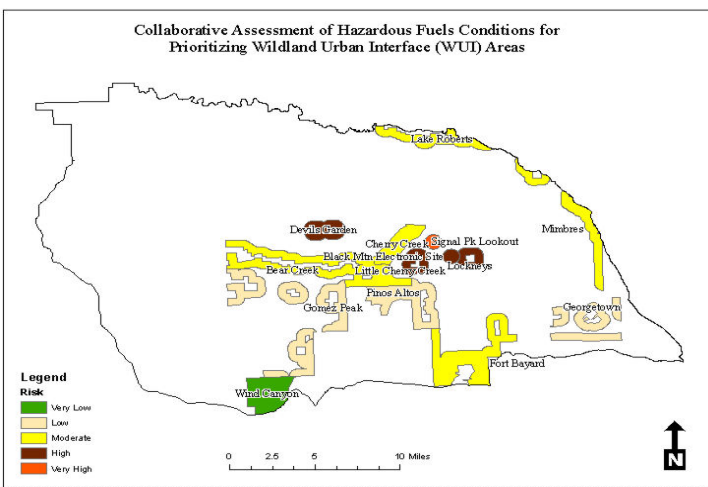 Collaborative Assessment of Hazardous Fuels Conditions for
Prioritizing Wildland Urban Interface (WUI) Areas
Lake Roberts
Mimbres
Devils Garden
Cherry Creek
Signal Pk Lookout
Black Mtn Electronic Site
Lockneys
Bear Creek
Little Cherry Creek
Pinos Altos
Gomez Peak
Georgetown
Fort Bayard
Wind Canyon
Legend
Risk
Very Low
Low
Moderate
High
Very High
0 2.5 5 10 Miles
N